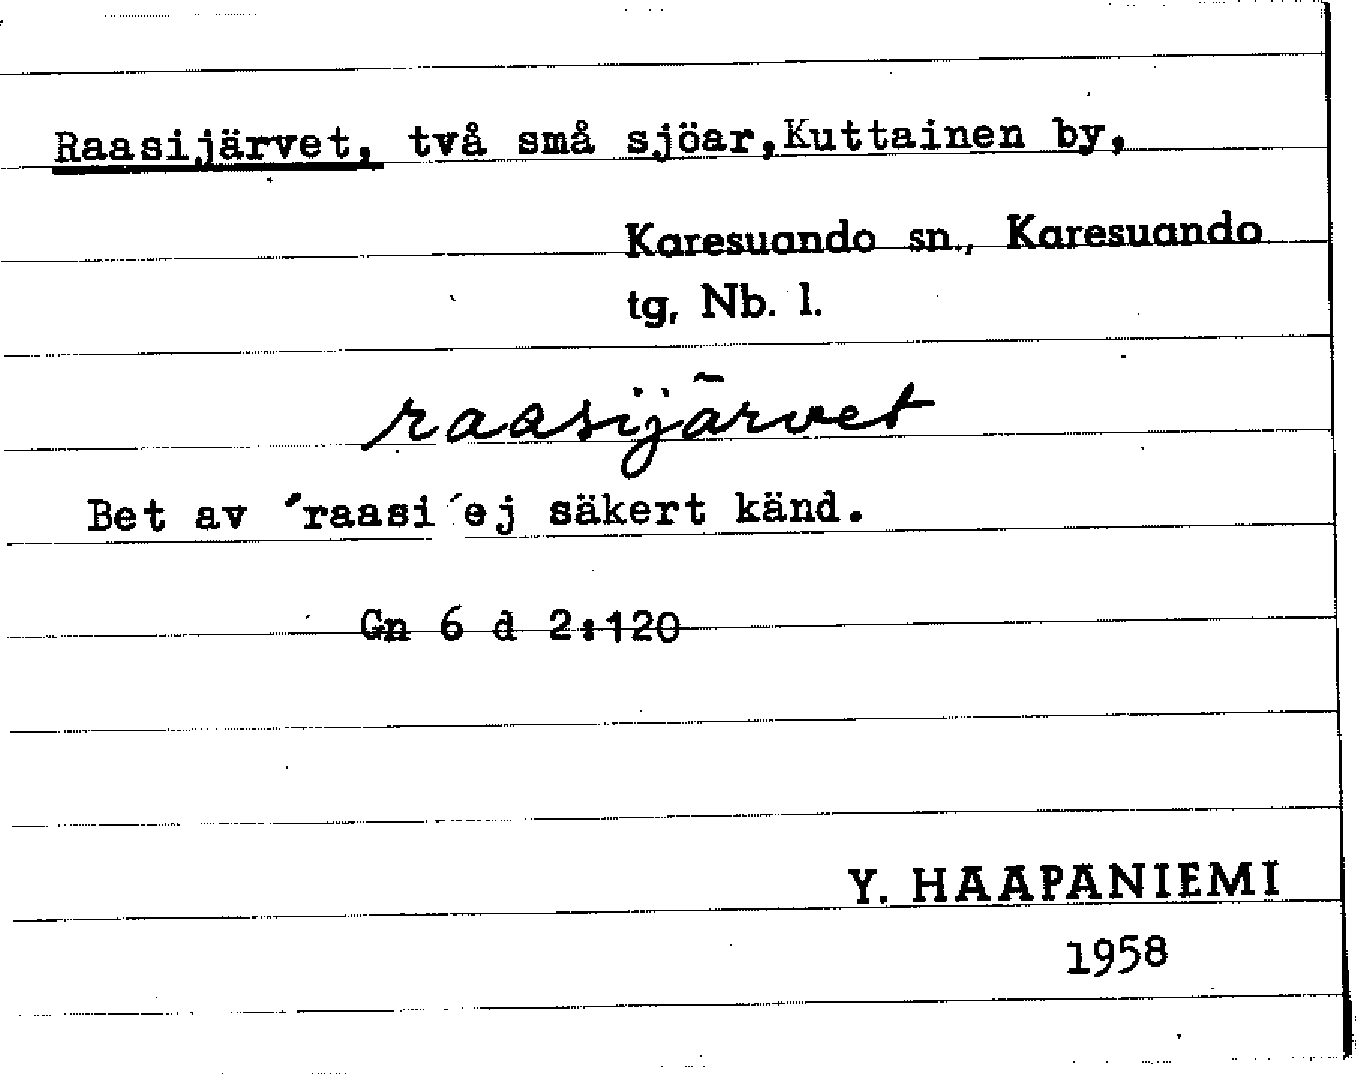 Raasijärvet, två små sjöar,Kuttainen by,
Karesuando sn., Karesuando
tg, Nb. l.
raasijärvet
Bet av ´raasi´ej säkert känd.
Gn 6 d 2:120
Y. HAAPANIEMI
1958